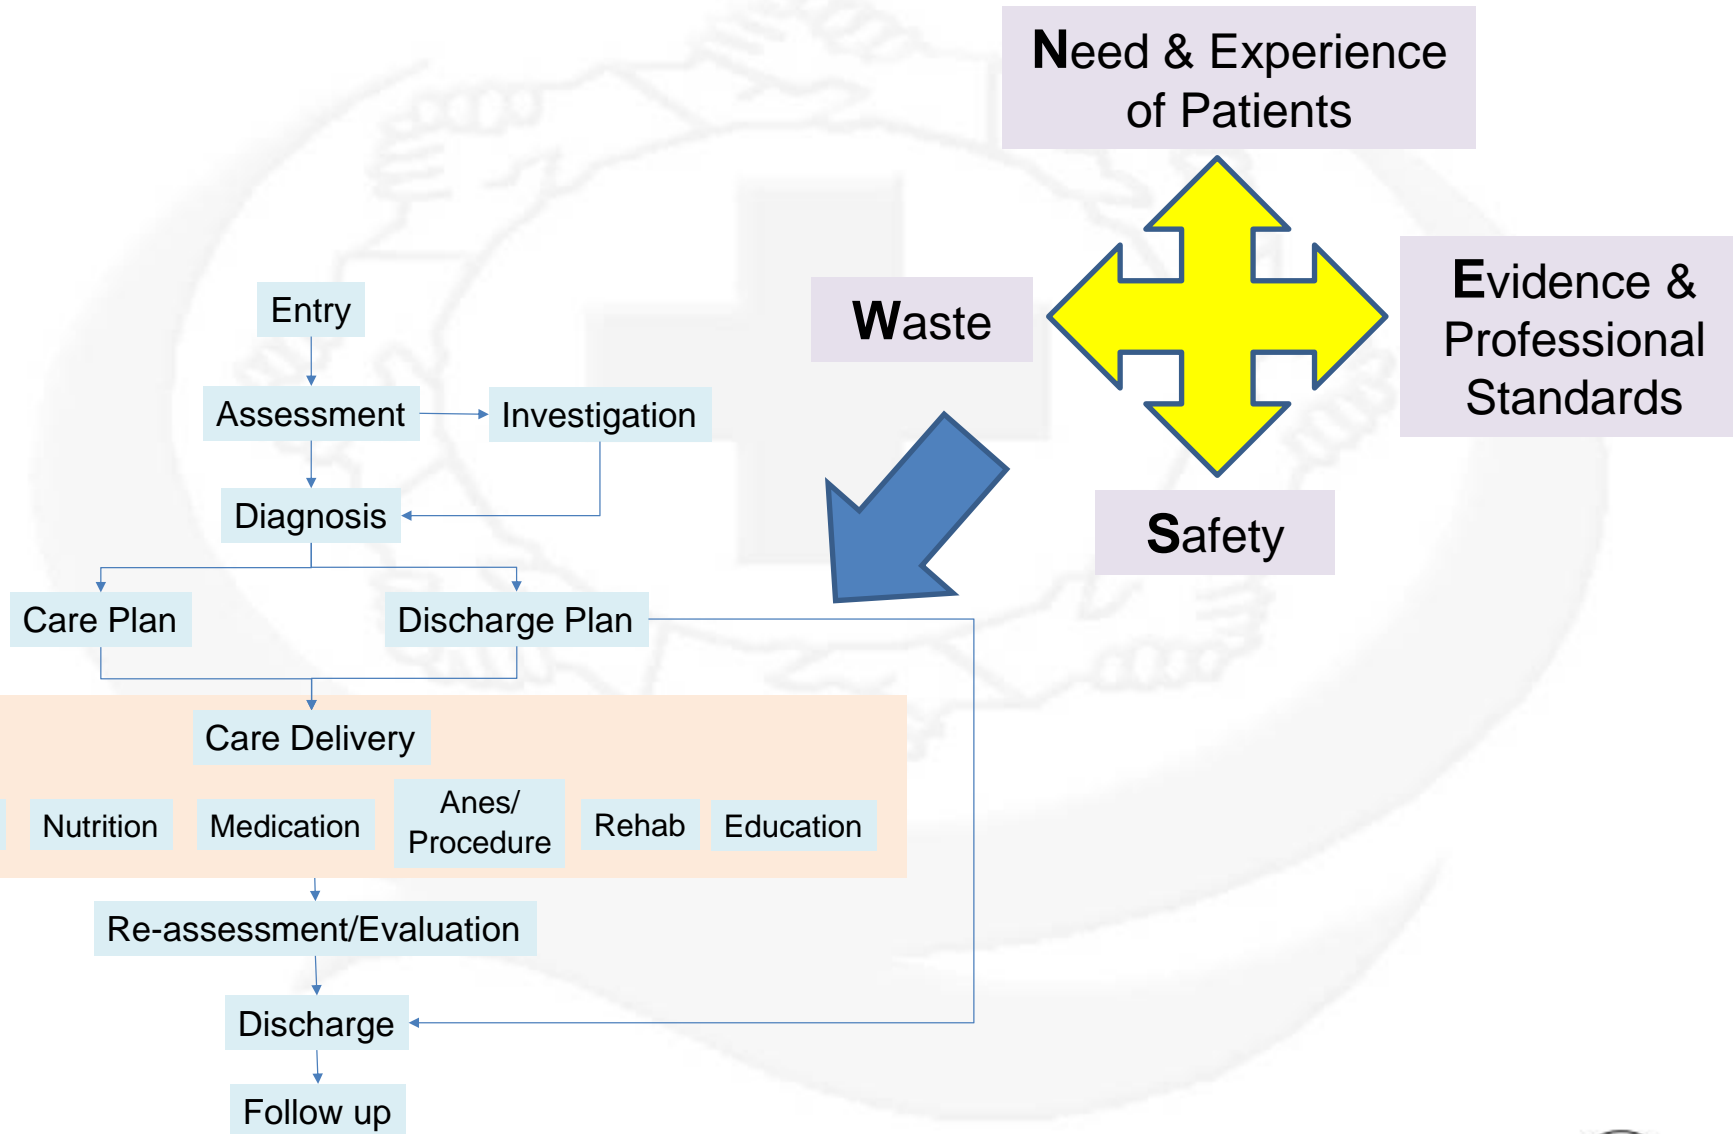 Need & Experience
of Patients
Waste
Evidence &
Professional
Standards
Safety
Entry
Assessment
Investigation
Diagnosis
Care Plan
Discharge Plan
Care Delivery
Nutrition
Medication
Anes/
Procedure
Rehab
Education
Re-assessment/Evaluation
Discharge
Follow up